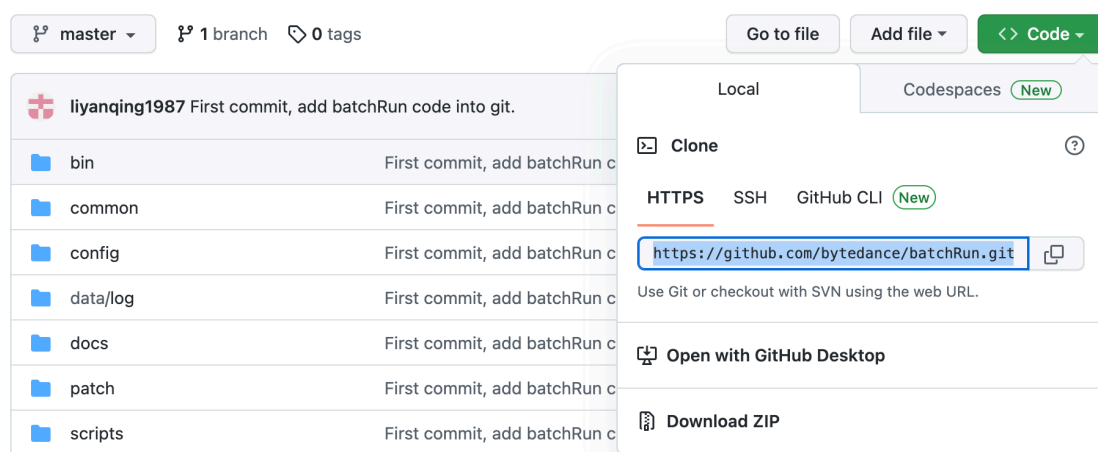 master 1 branch 0 tags Go to file Add file <> Code
Local Codespaces New
liyanqing1987 First commit, add batchRun code into git.
Clone
bin First commit, add batchRun c
HTTPS SSH GitHub CLI New
common First commit, add batchRun c
config First commit, add batchRun c
https://github.com/bytedance/batchRun.git
data/log First commit, add batchRun c
Use Git or checkout with SVN using the web URL.
docs First commit, add batchRun c
Open with GitHub Desktop
patch First commit, add batchRun c
Download ZIP
scripts First commit, add batchRun c